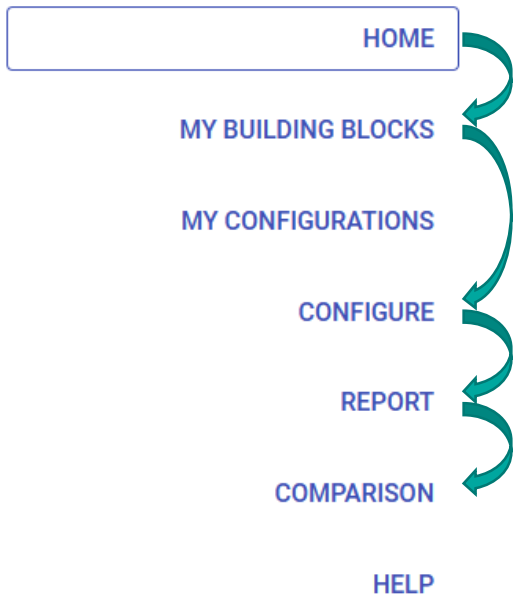 HOME
MY BUILDING BLOCKS
MY CONFIGURATIONS
CONFIGURE
REPORT
COMPARISON
HELP